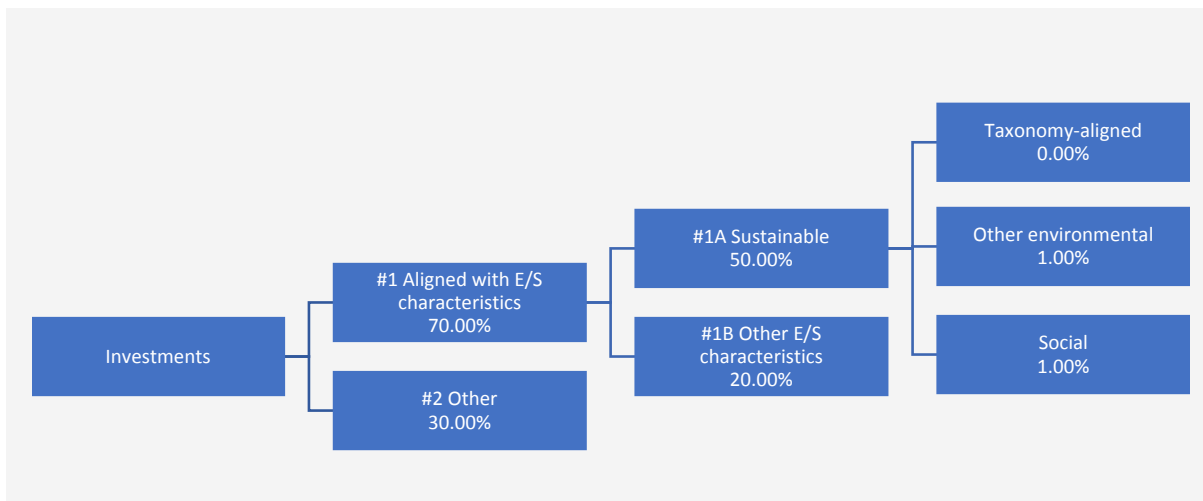 Investments
#1 Aligned with E/S
characteristics
70.00%
#2 Other
30.00%
#1A Sustainable
50.00%
#1B Other E/S
characteristics
20.00%
Taxonomy-aligned
0.00%
Other environmental
1.00%
Social
1.00%